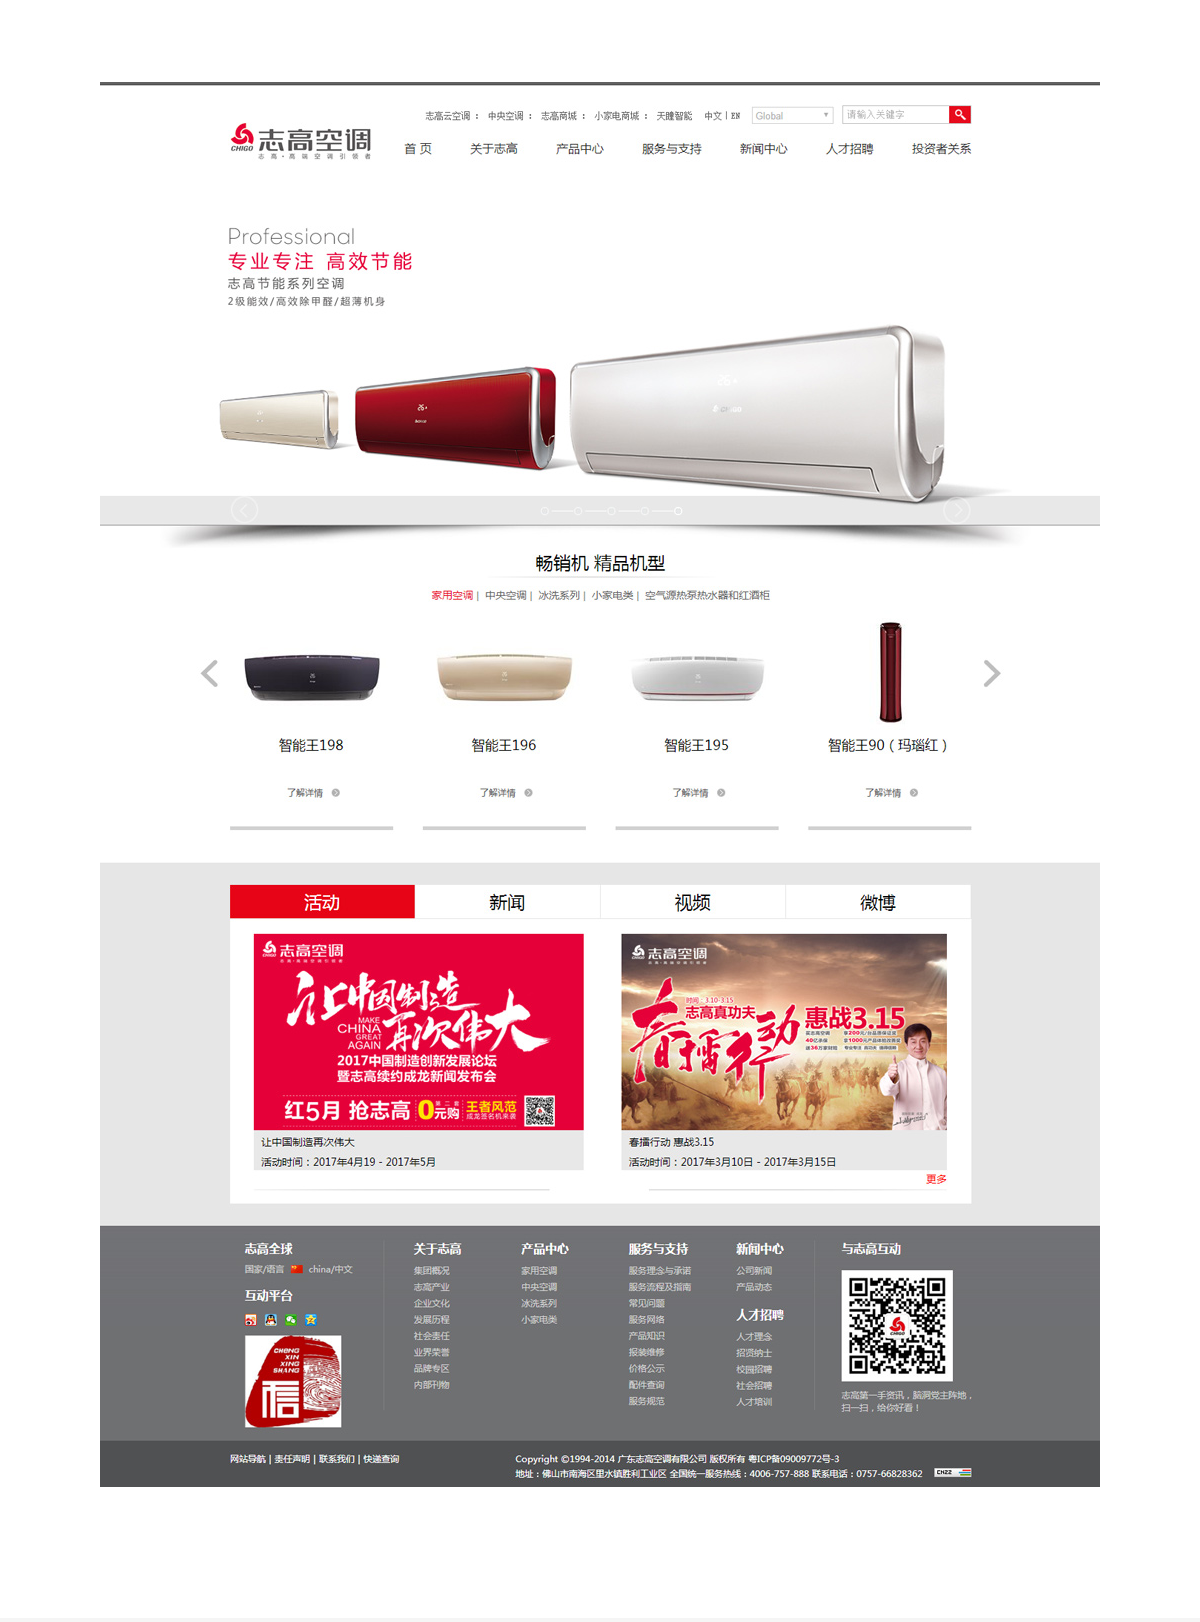 志高云空调 : 中央空调 : 志高商城 : 小家电商城 : 天瞳智能 中文 | EN Global 请输入关键字
CHIGO 志高空调
志高·高端空调引领者
首 页 关于志高 产品中心 服务与支持 新闻中心 人才招聘 投资者关系
Professional
专业专注 高效节能
志高节能系列空调
2级能效/高效除甲醛/超薄机身
畅销机 精品机型
家用空调 | 中央空调 | 冰洗系列 | 小家电类 | 空气源热泵热水器和红酒柜
智能王198 智能王196 智能王195 智能王90 ( 玛瑙红 )
了解详情 了解详情 了解详情 了解详情
活动 新闻 视频 微博
志高空调
让中国制造
MAKE CHINA GREAT AGAIN
再次伟大
2017中国制造创新发展论坛
暨志高续约成龙新闻发布会
红5月 抢志高 第二套 0元购 王者风范 成龙签名机来袭
让中国制造再次伟大
活动时间 : 2017年4月19 - 2017年5月
志高空调
时间 : 3.10-3.15
志高真功夫 惠战3.15
春播行动
春播行动 惠战3.15
活动时间 : 2017年3月10日 - 2017年3月15日
更多
志高全球
国家/语言 china/中文
互动平台
CHENG XIN XING SHANG
信
关于志高
集团概况
志高产业
企业文化
发展历程
社会责任
业界荣誉
品牌专区
内部刊物
产品中心
家用空调
中央空调
冰洗系列
小家电类
服务与支持
服务理念与承诺
服务流程及指南
常见问题
服务网络
产品知识
报装维修
价格公示
配件查询
服务规范
新闻中心
公司新闻
产品动态
人才招聘
人才理念
招贤纳士
校园招聘
社会招聘
人才培训
与志高互动
志高第一手资讯，脑洞党主阵地，
扫一扫，给你好看！
网站导航 | 责任声明 | 联系我们 | 快递查询
Copyright ©1994-2014 广东志高空调有限公司 版权所有 粤ICP备09009772号-3
地址：佛山市南海区里水镇胜利工业区 全国统一服务热线：4006-757-888 联系电话：0757-66828362 CNZZ